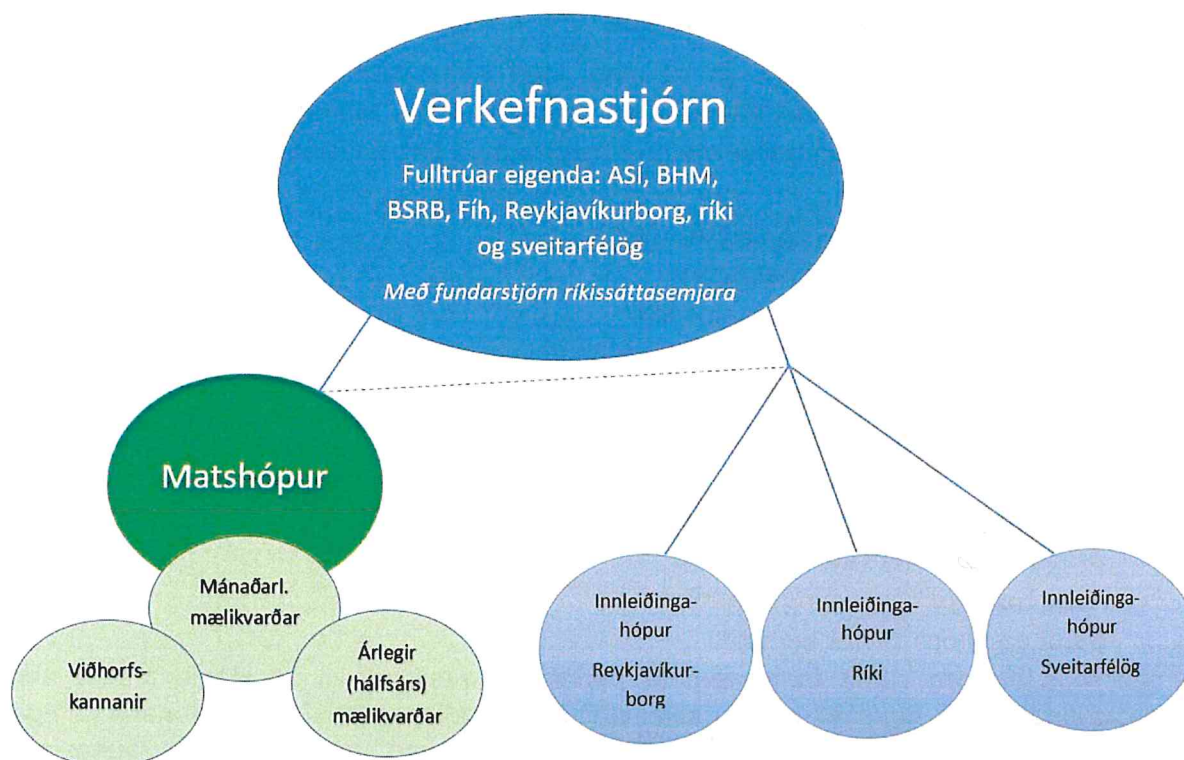 Verkefnastjórn
Fulltrúar eigenda: ASÍ, BHM,
BSRB, Fíh, Reykjavíkurborg, ríki
og sveitarfélög
Með fundarstjórn ríkissáttasemjara
Matshópur
Mánaðarl.
mælikvarðar
Viðhorfs-
kannanir
Árlegir
(hálfsárs)
mælikvarðar
Innleiðinga-
hópur
Reykjavíkur-
borg
Innleiðinga-
hópur
Ríki
Innleiðinga-
hópur
Sveitarfélög